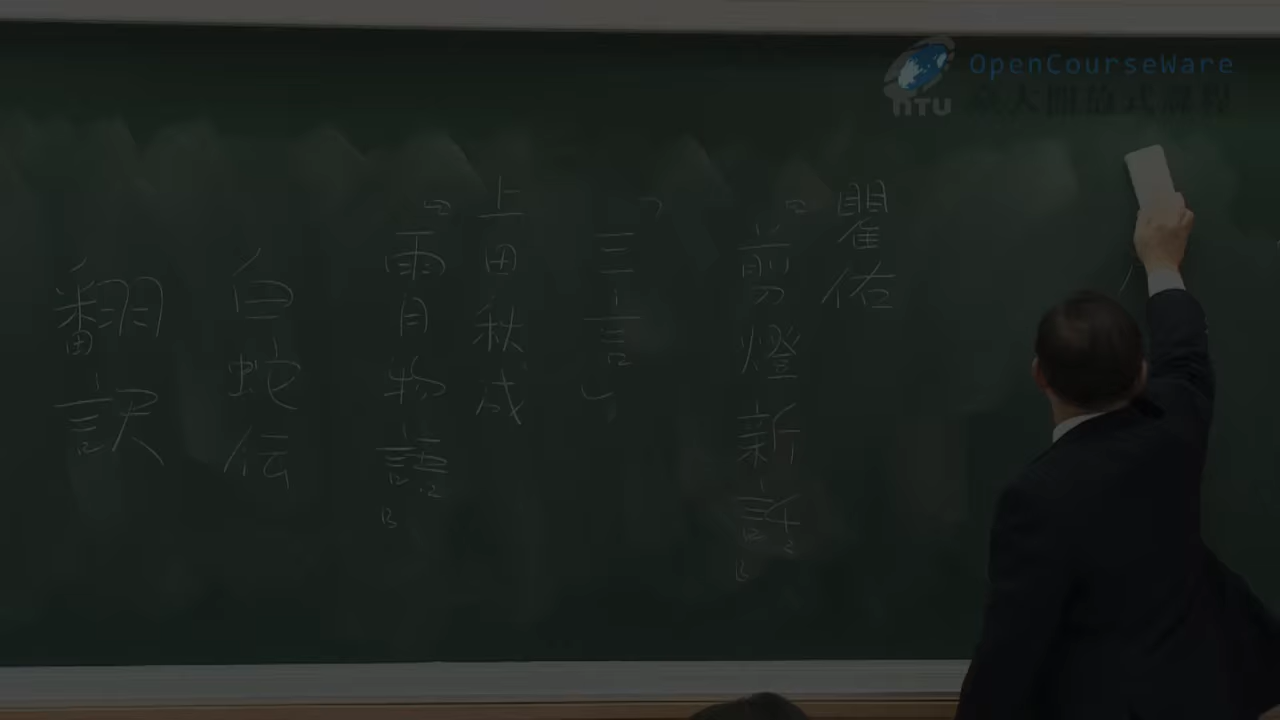 OpenCourseWare
NTU
臺大開放式課程
瞿佑
『剪燈新話』
「三言」
上田秋成
『雨月物語』
白蛇伝
翻訳